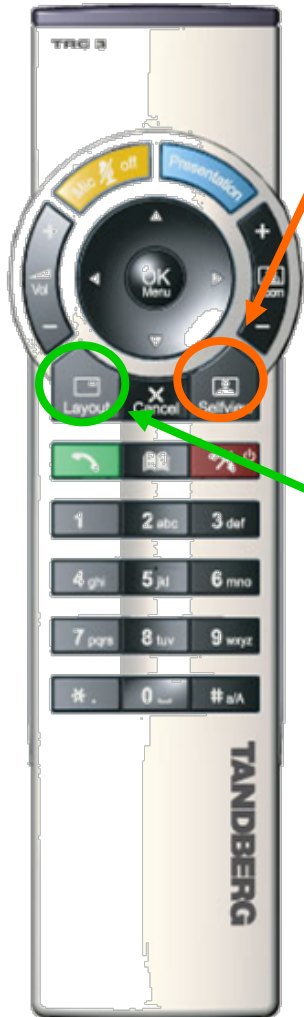 TRC 3
Mic off
Presentation
+
+
Vol
OK
Menu
Zoom
-
-
Layout
X
Cancel
SelfView
1
2 abc
3 def
4 ghi
5 jkl
6 mno
7 pqrs
8 tuv
9 wxyz
* .
0 ⎵
# a/A
TANDBERG